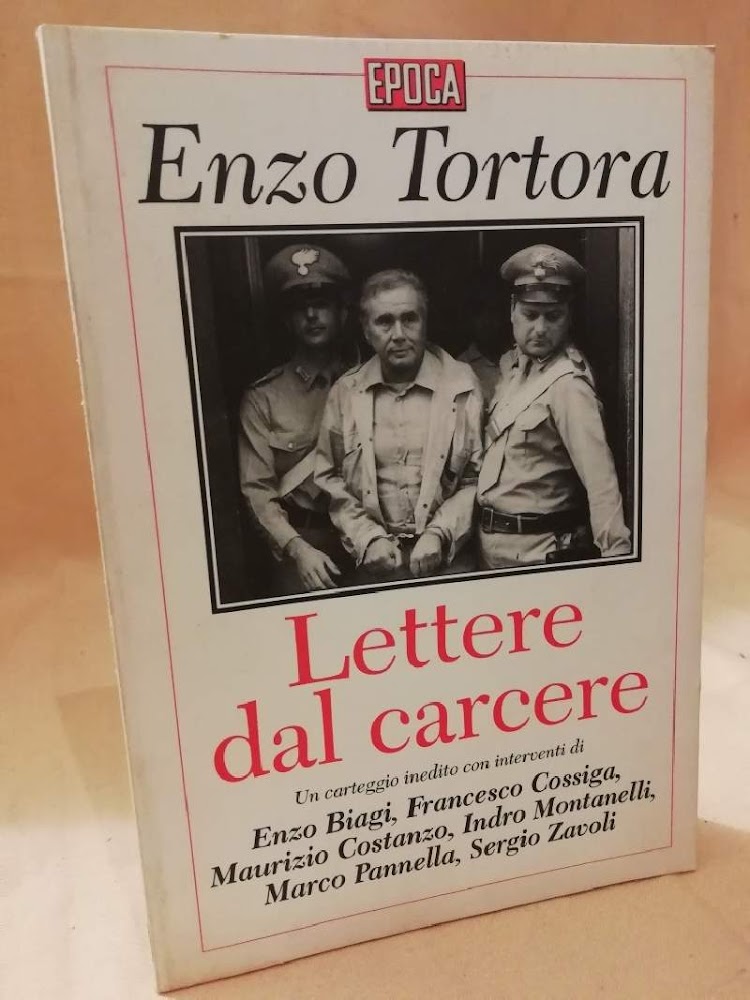 EPOCA
Enzo Tortora
Lettere
dal carcere
Un carteggio inedito con interventi di
Enzo Biagi, Francesco Cossiga,
Maurizio Costanzo, Indro Montanelli,
Marco Pannella, Sergio Zavoli